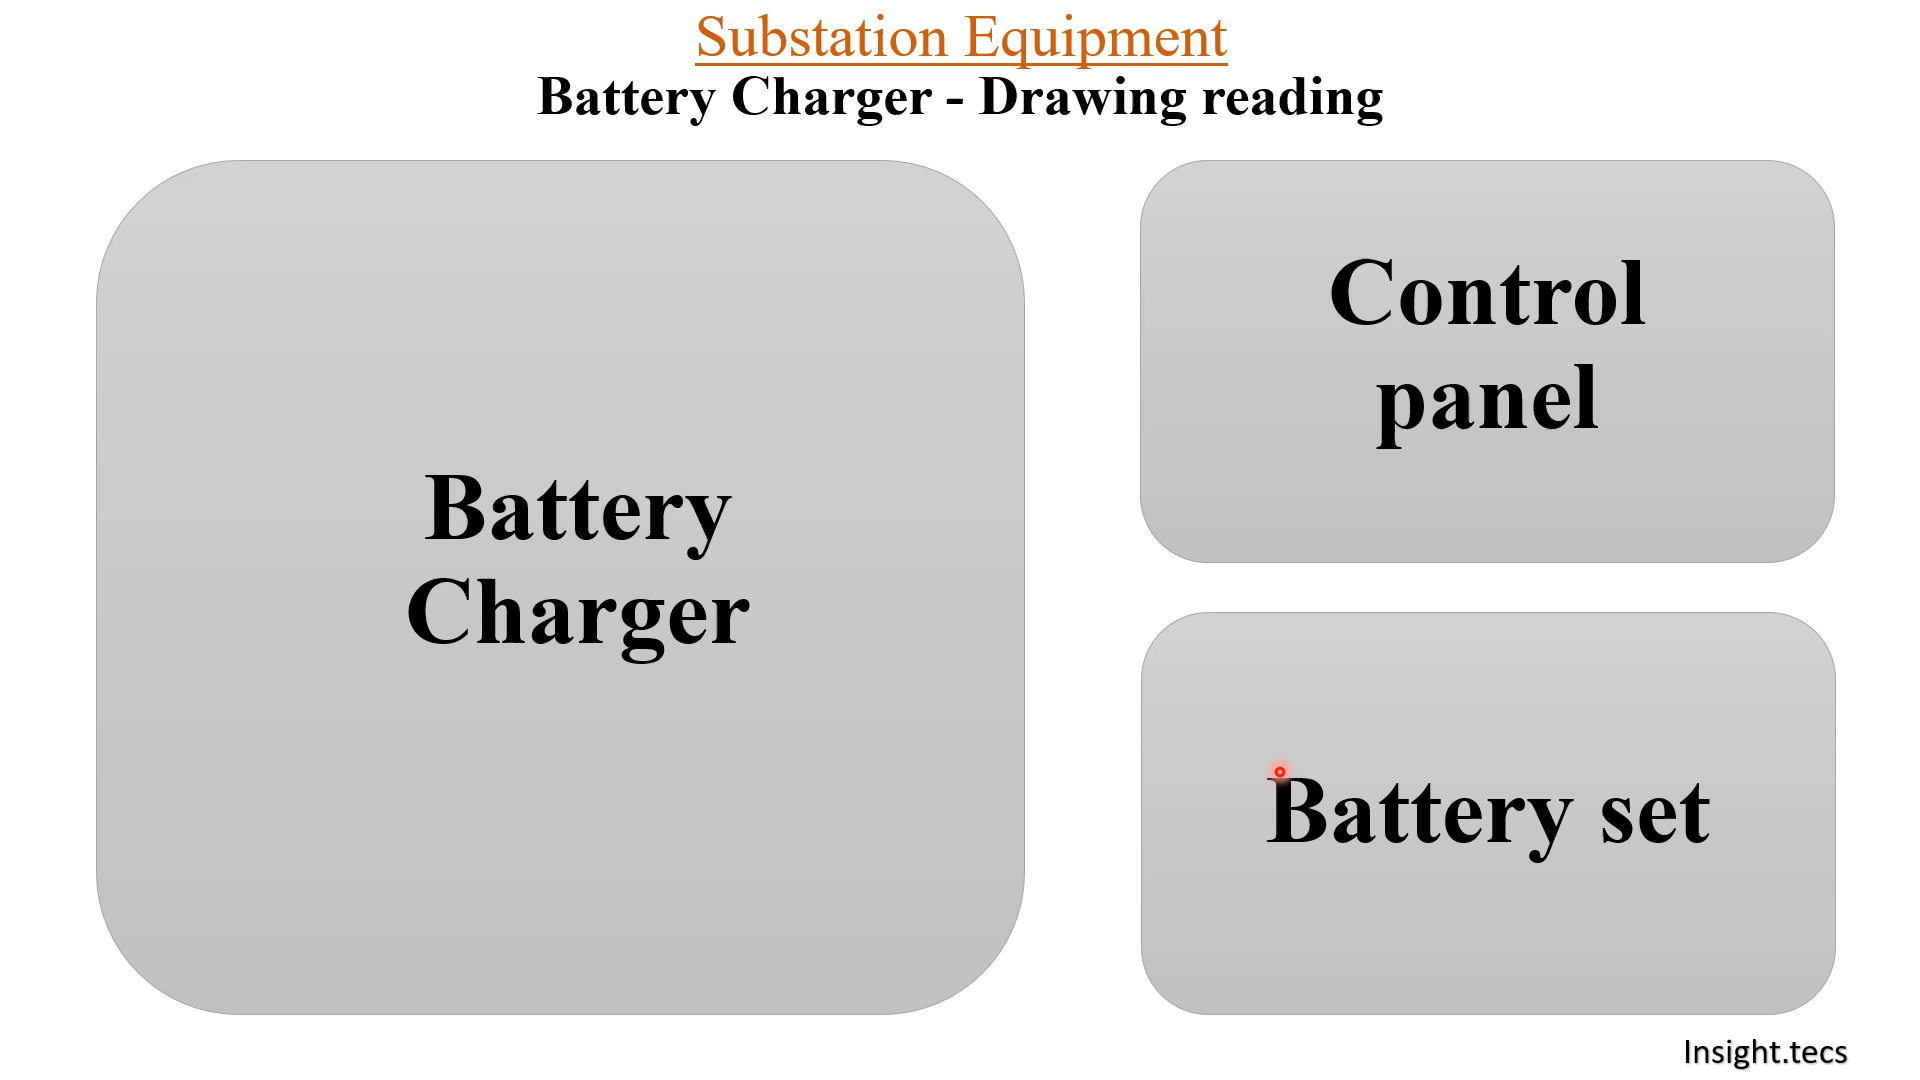 Substation Equipment
Battery Charger - Drawing reading
Battery
Charger
Control
panel
Battery set
Insight.tecs